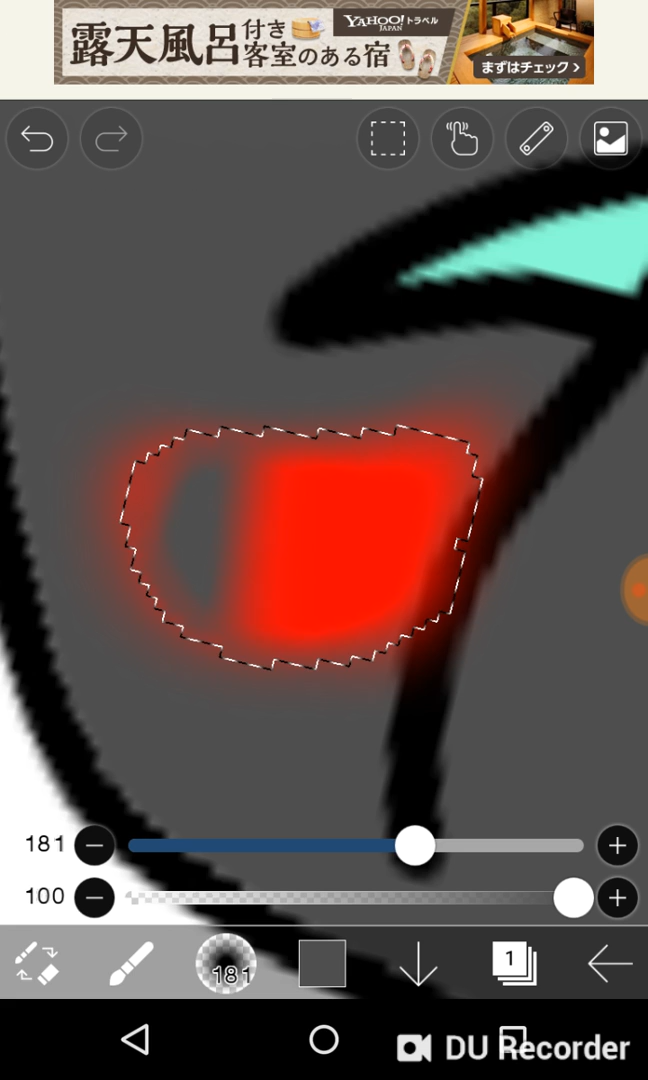 露天風呂付き客室のある宿
YAHOO! トラベル
JAPAN
まずはチェック >
181
100
181
1
DU Recorder